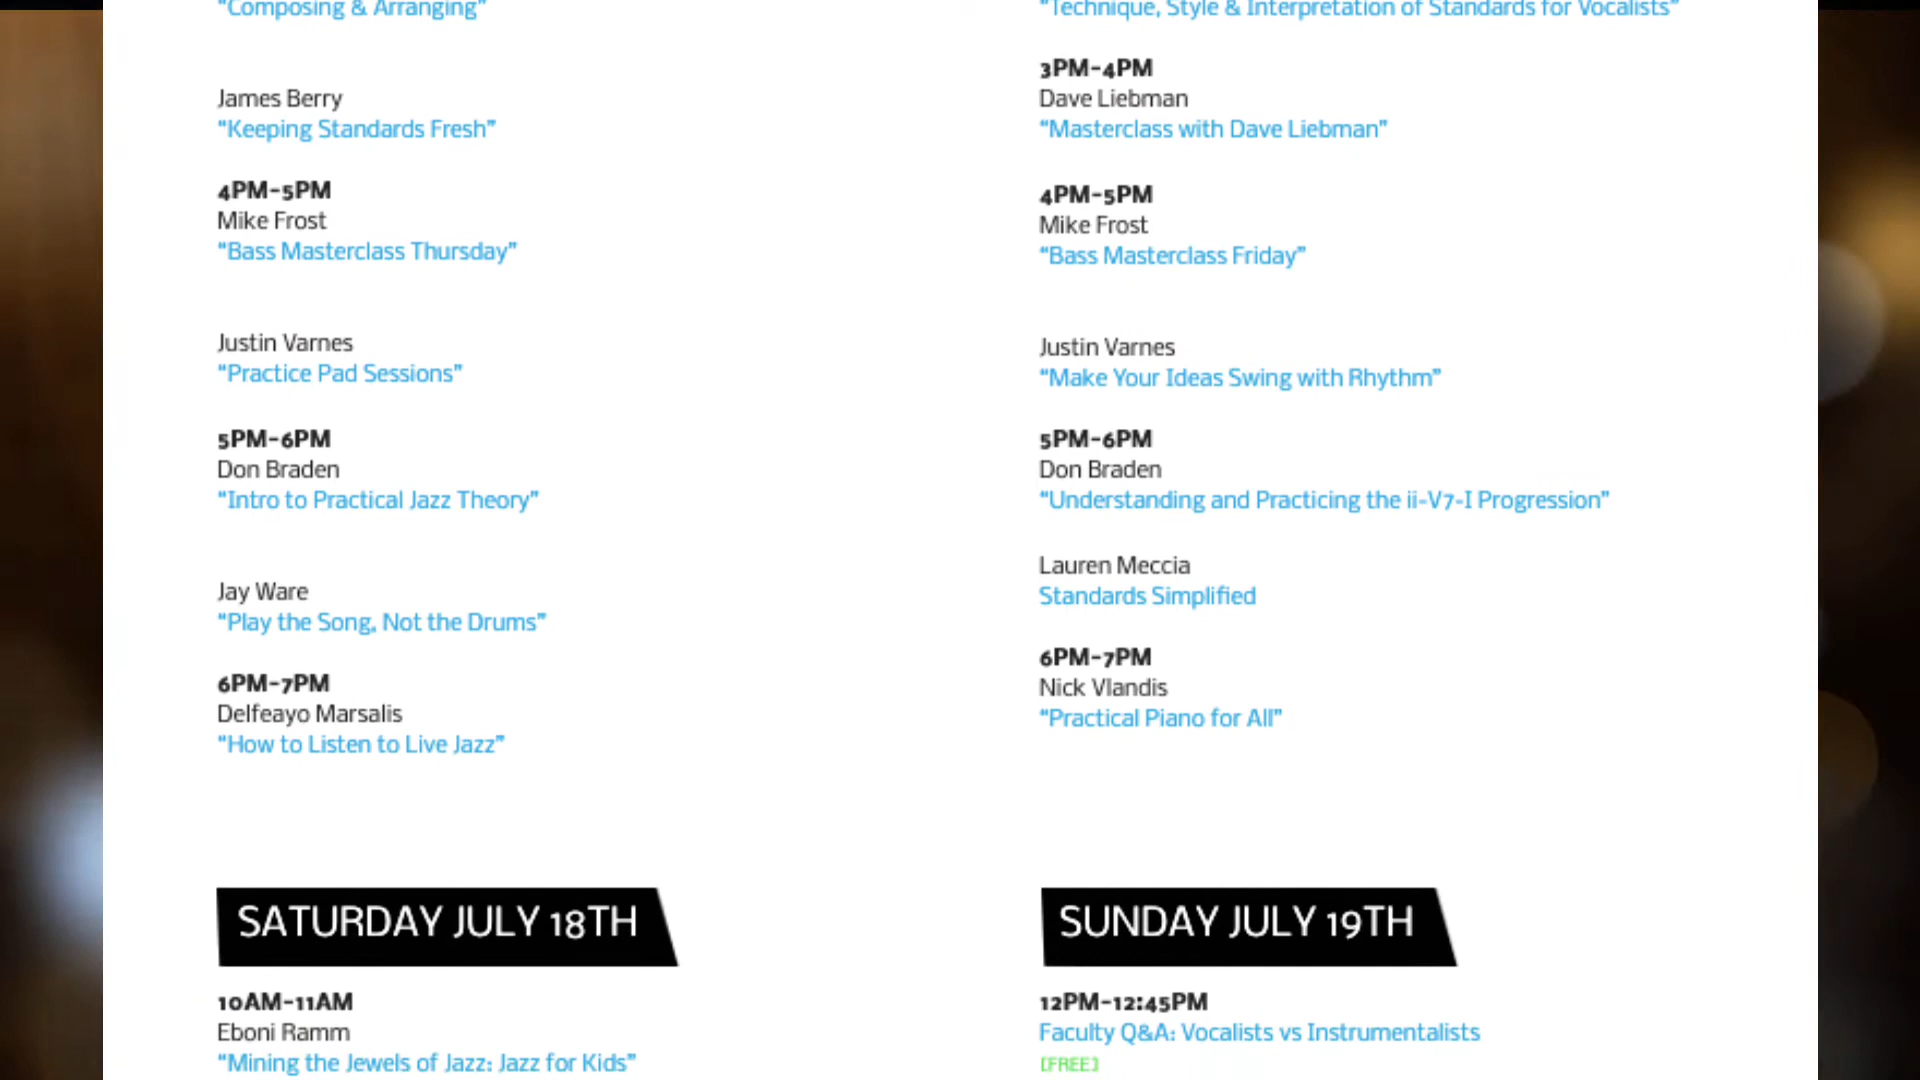 "Composing & Arranging"
James Berry
"Keeping Standards Fresh"
4PM-5PM
Mike Frost
"Bass Masterclass Thursday"
Justin Varnes
"Practice Pad Sessions"
5PM-6PM
Don Braden
"Intro to Practical Jazz Theory"
Jay Ware
"Play the Song, Not the Drums"
6PM-7PM
Delfeayo Marsalis
"How to Listen to Live Jazz"
"Technique, Style & Interpretation of Standards for Vocalists"
3PM-4PM
Dave Liebman
"Masterclass with Dave Liebman"
4PM-5PM
Mike Frost
"Bass Masterclass Friday"
Justin Varnes
"Make Your Ideas Swing with Rhythm"
5PM-6PM
Don Braden
"Understanding and Practicing the ii-V7-I Progression"
Lauren Meccia
Standards Simplified
6PM-7PM
Nick Vlandis
"Practical Piano for All"
SATURDAY JULY 18TH
10AM-11AM
Eboni Ramm
"Mining the Jewels of Jazz: Jazz for Kids"
SUNDAY JULY 19TH
12PM-12:45PM
Faculty Q&A: Vocalists vs Instrumentalists
[FREE]